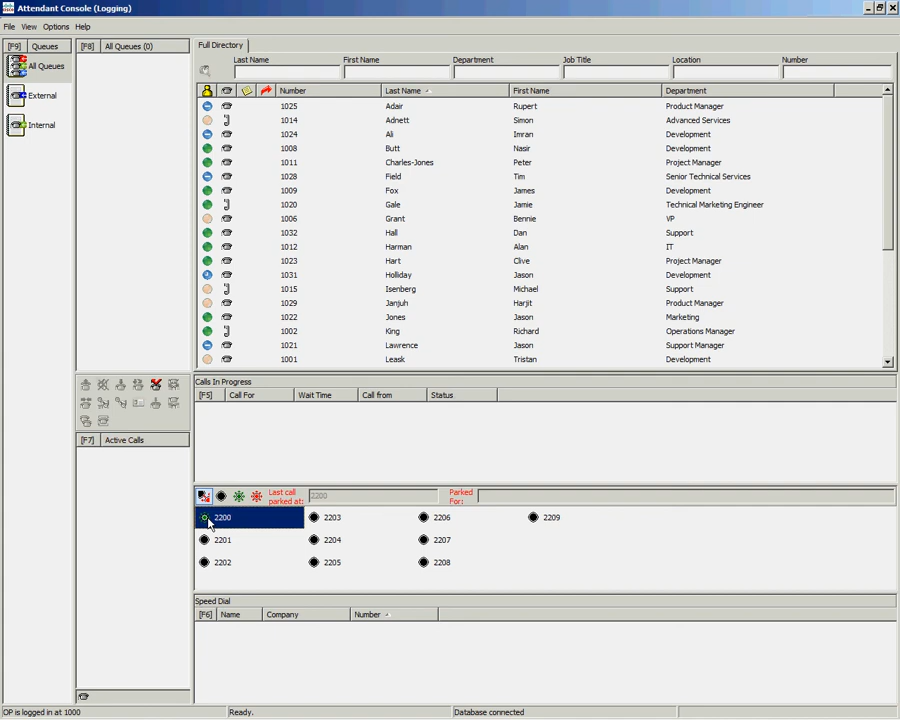 Attendant Console (Logging)
File View Options Help
[F9] Queues
All Queues
External
Internal
[F8] All Queues (0)
Full Directory
Last Name First Name Department Job Title Location Number
Number Last Name First Name Department
1025 Adair Rupert Product Manager
1014 Adnett Simon Advanced Services
1024 Ali Imran Development
1008 Butt Nasir Development
1011 Charles-Jones Peter Project Manager
1028 Field Tim Senior Technical Services
1009 Fox James Development
1020 Gale Jamie Technical Marketing Engineer
1006 Grant Bennie VP
1032 Hall Dan Support
1012 Harman Alan IT
1023 Hart Clive Project Manager
1031 Holliday Jason Development
1015 Isenberg Michael Support
1029 Janjuh Harjit Product Manager
1022 Jones Jason Marketing
1002 King Richard Operations Manager
1021 Lawrence Jason Support Manager
1001 Leask Tristan Development
Calls In Progress
[F5] Call For Wait Time Call from Status
[F7] Active Calls
Last call parked at: 2200 Parked For:
2200 2203 2206 2209
2201 2204 2207
2202 2205 2208
Speed Dial
[F6] Name Company Number
OP is logged in at 1000 Ready. Database connected